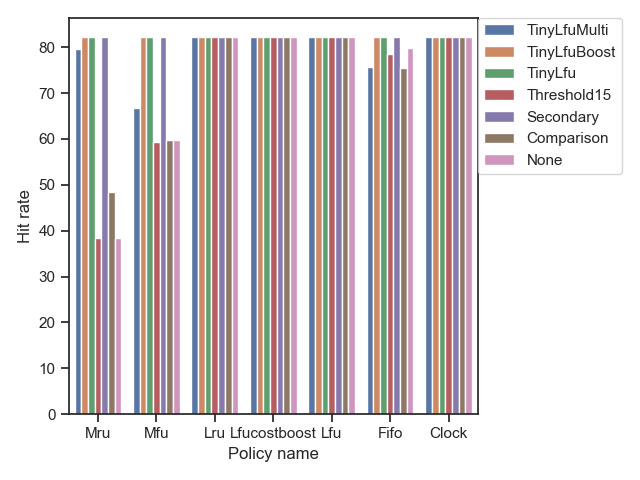 Hit rate
80
70
60
50
40
30
20
10
0
Mru Mfu Lru Lfucostboost Lfu Fifo Clock
Policy name
TinyLfuMulti
TinyLfuBoost
TinyLfu
Threshold15
Secondary
Comparison
None